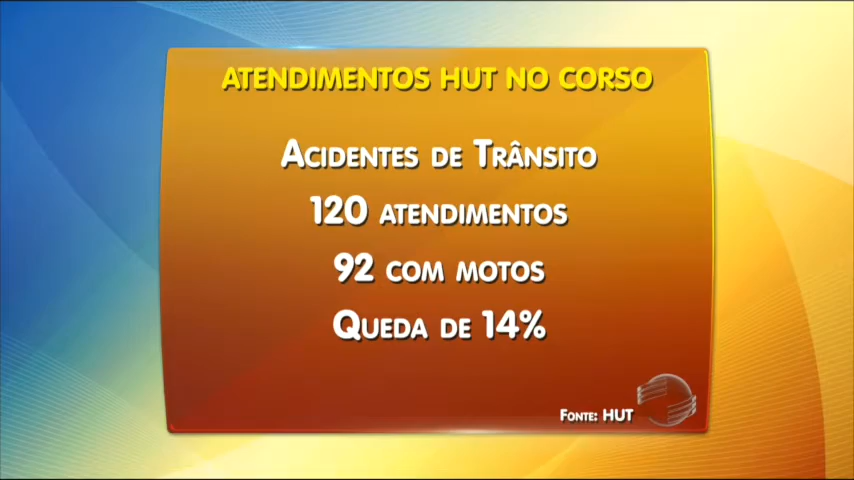 ATENDIMENTOS HUT NO CORSO
ACIDENTES DE TRÂNSITO
120 ATENDIMENTOS
92 COM MOTOS
QUEDA DE 14%
FONTE: HUT